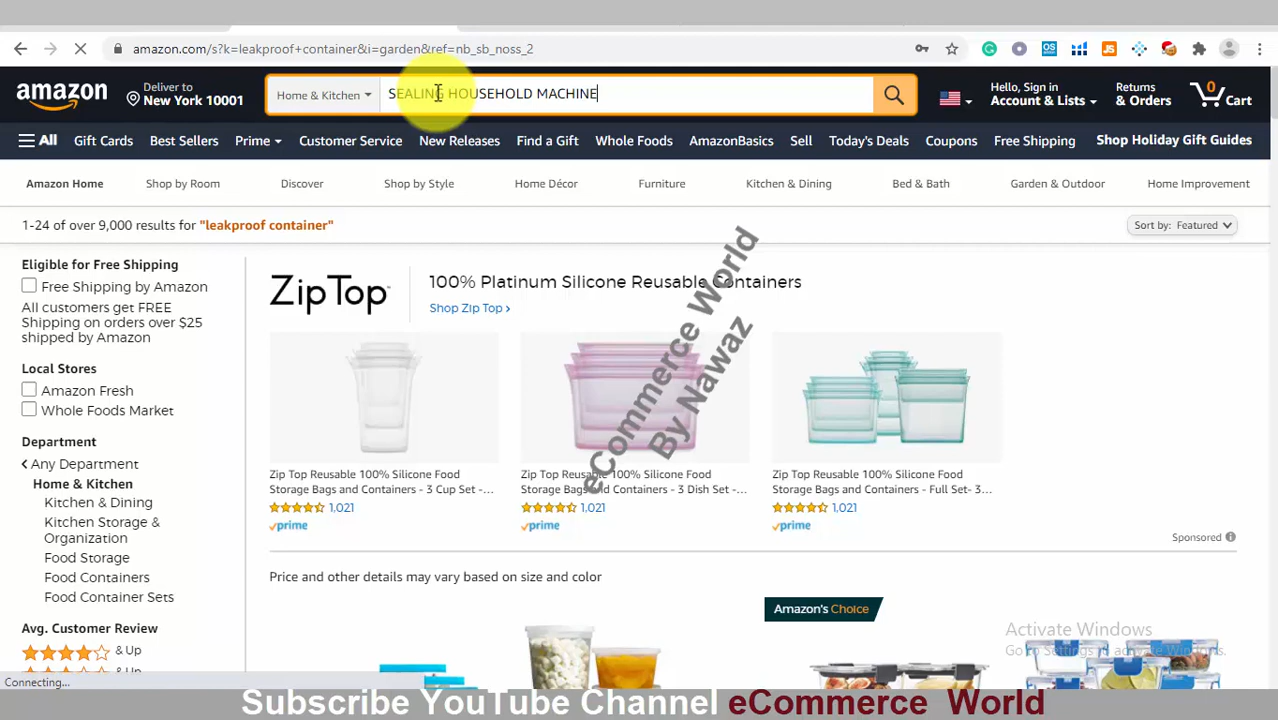 amazon.com/s?k=leakproof+container&i=garden&ref=nb_sb_noss_2
amazon
Deliver to
New York 10001
Home & Kitchen
SEALING HOUSEHOLD MACHINE
Hello, Sign in
Account & Lists
Returns
& Orders
0
Cart
All
Gift Cards
Best Sellers
Prime
Customer Service
New Releases
Find a Gift
Whole Foods
AmazonBasics
Sell
Today's Deals
Coupons
Free Shipping
Shop Holiday Gift Guides
Amazon Home
Shop by Room
Discover
Shop by Style
Home Décor
Furniture
Kitchen & Dining
Bed & Bath
Garden & Outdoor
Home Improvement
1-24 of over 9,000 results for "leakproof container"
Sort by: Featured
Eligible for Free Shipping
Free Shipping by Amazon
All customers get FREE
Shipping on orders over $25
shipped by Amazon
Local Stores
Amazon Fresh
Whole Foods Market
Department
Any Department
Home & Kitchen
Kitchen & Dining
Kitchen Storage &
Organization
Food Storage
Food Containers
Food Container Sets
Avg. Customer Review
& Up
& Up
Connecting...
ZipTop
100% Platinum Silicone Reusable Containers
Shop Zip Top ›
Zip Top Reusable 100% Silicone Food
Storage Bags and Containers - 3 Cup Set -...
1,021
prime
Zip Top Reusable 100% Silicone Food
Storage Bags and Containers - 3 Dish Set -...
1,021
prime
Zip Top Reusable 100% Silicone Food
Storage Bags and Containers - Full Set- 3...
1,021
prime
Sponsored
eCommerce World
By Nawaz
Price and other details may vary based on size and color
Amazon's Choice
Activate Windows
Go to Settings to activate Windows.
Subscribe YouTube Channel eCommerce World